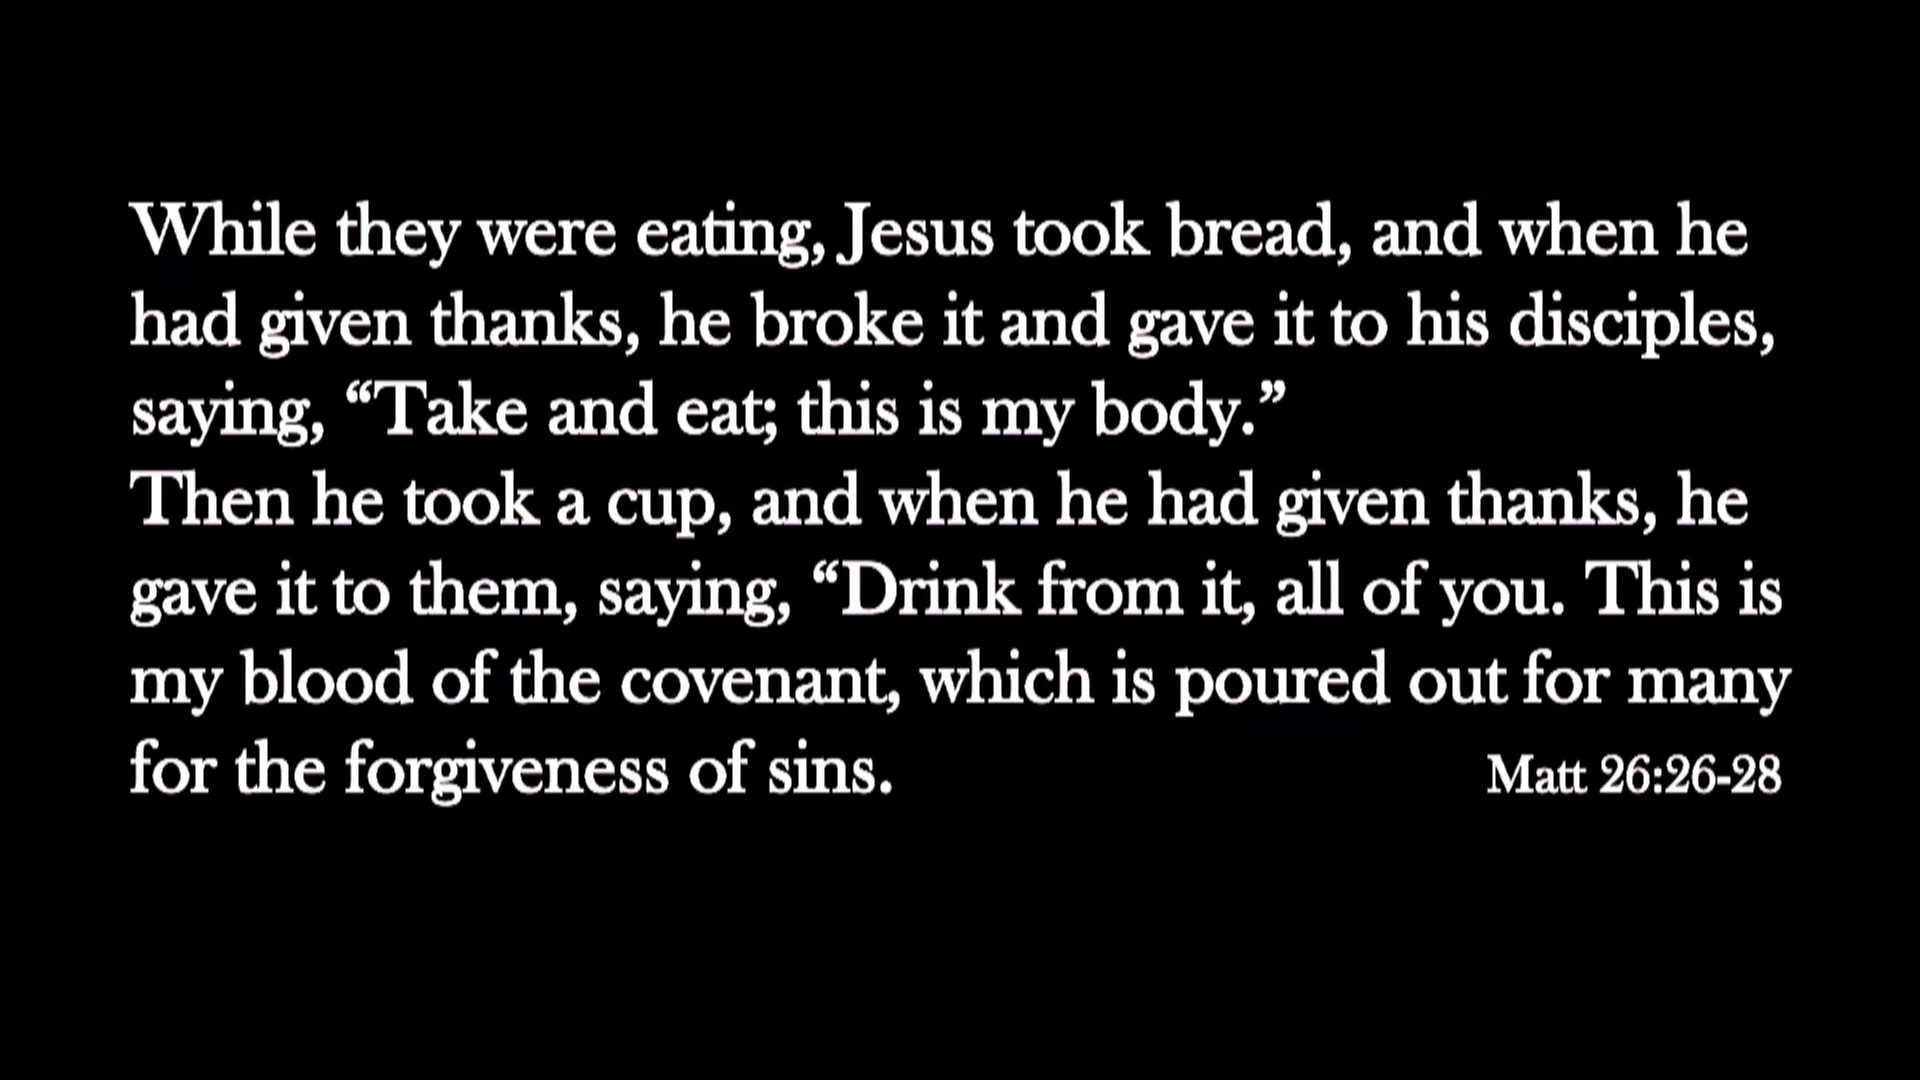 While they were eating, Jesus took bread, and when he
had given thanks, he broke it and gave it to his disciples,
saying, “Take and eat; this is my body.”
Then he took a cup, and when he had given thanks, he
gave it to them, saying, “Drink from it, all of you. This is
my blood of the covenant, which is poured out for many
for the forgiveness of sins.
Matt 26:26-28